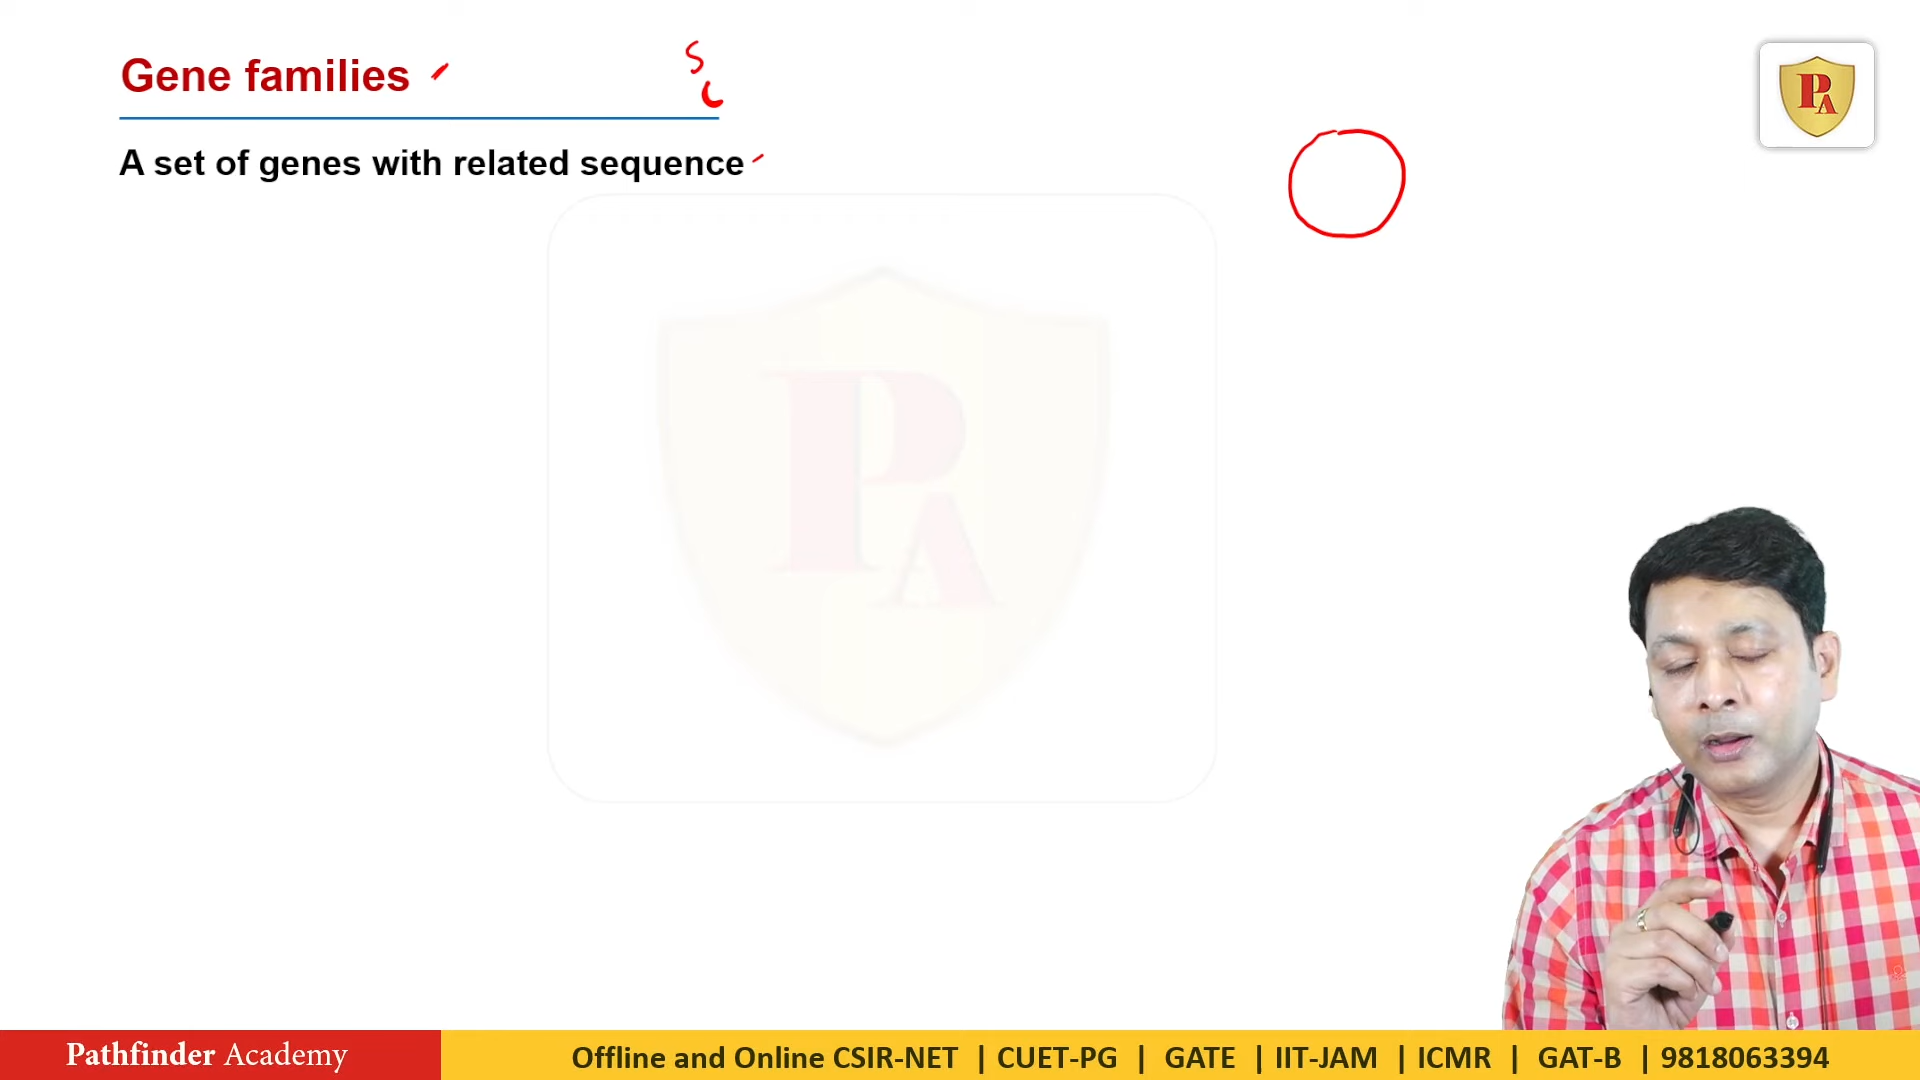 Gene families
S
L
A set of genes with related sequence
PA
PA
Pathfinder Academy
Offline and Online CSIR-NET | CUET-PG | GATE | IIT-JAM | ICMR | GAT-B | 9818063394